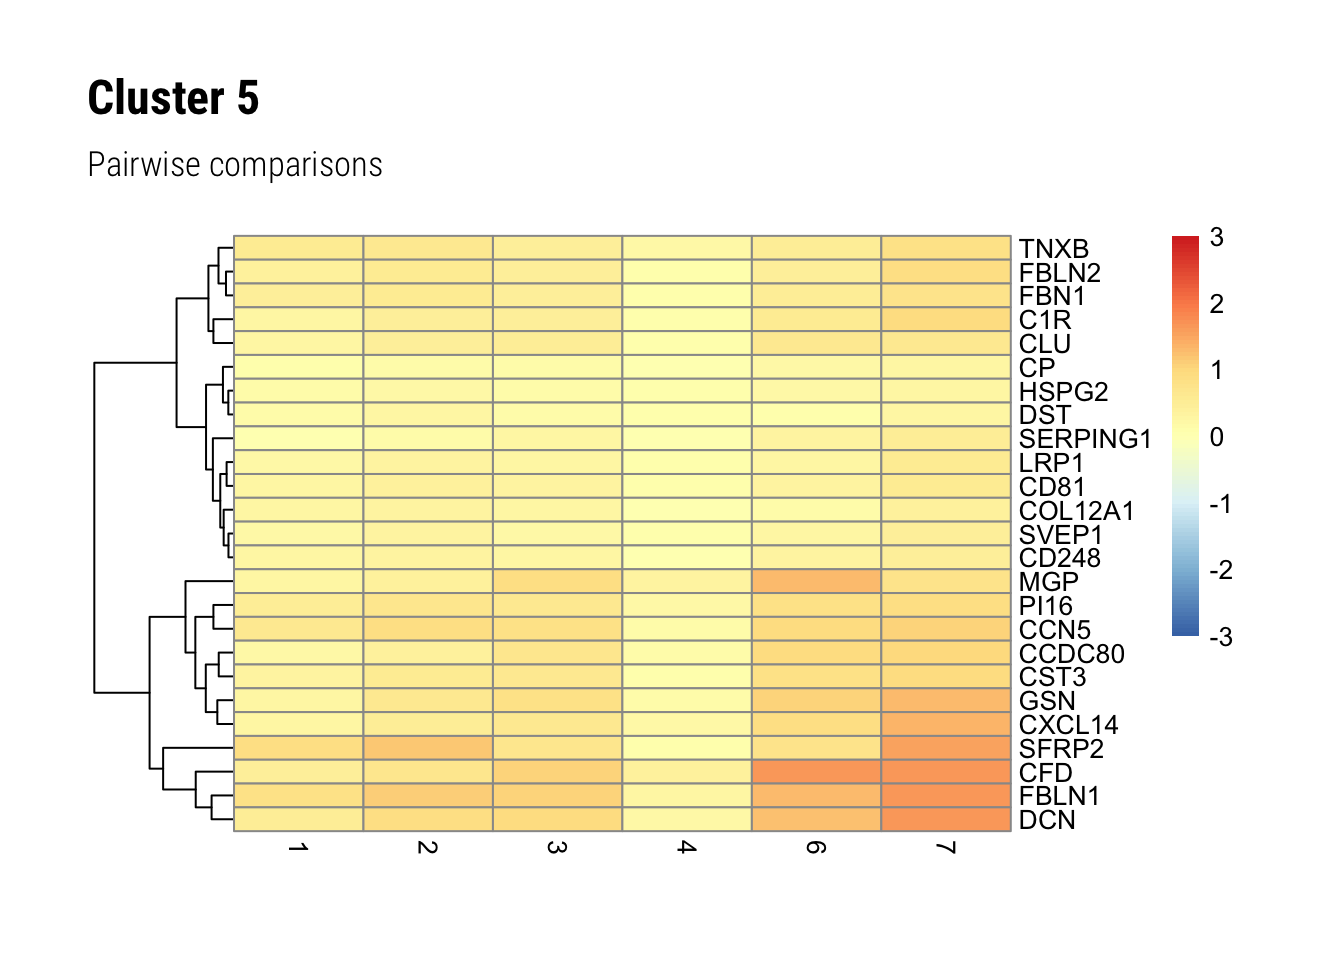 Cluster 5
Pairwise comparisons
TNXB
FBLN2
FBN1
C1R
CLU
CP
HSPG2
DST
SERPING1
LRP1
CD81
COL12A1
SVEP1
CD248
MGP
PI16
CCN5
CCDC80
CST3
GSN
CXCL14
SFRP2
CFD
FBLN1
DCN
3
2
1
0
-1
-2
-3
1
2
3
4
6
7